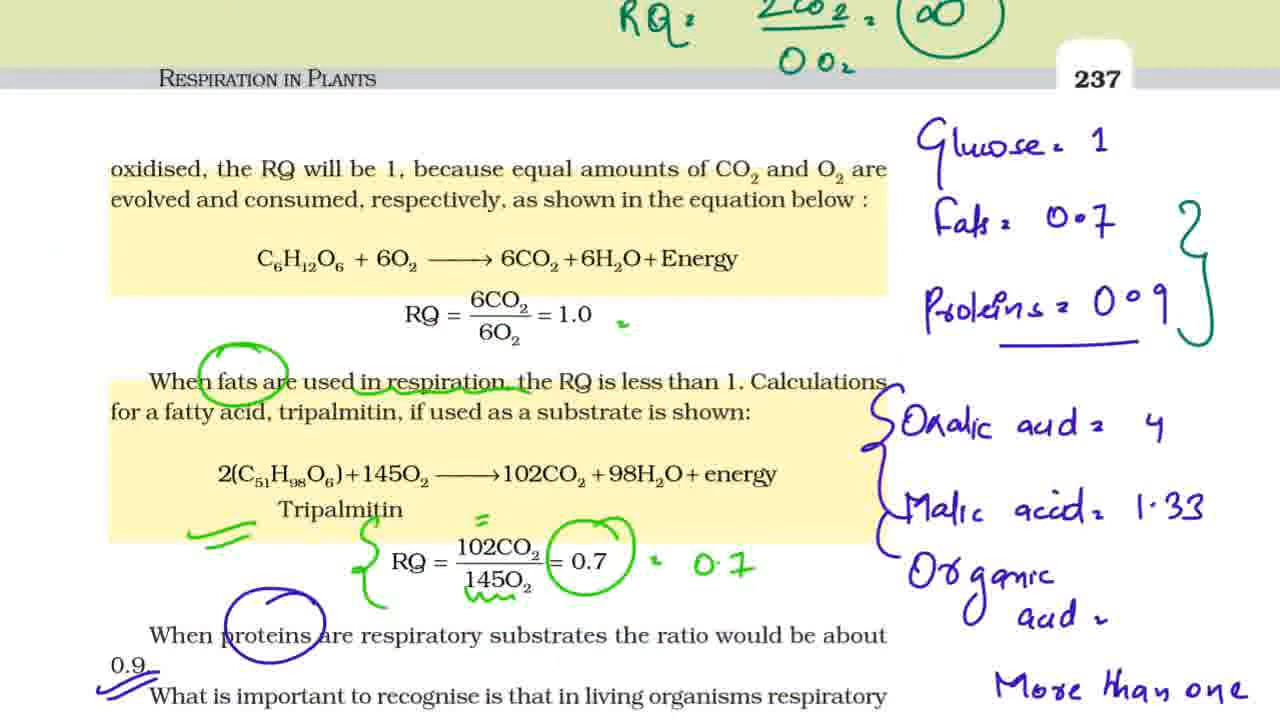 RQ = 2CO2 / 0 O2 = ∞
RESPIRATION IN PLANTS
237
oxidised, the RQ will be 1, because equal amounts of CO₂ and O₂ are
evolved and consumed, respectively, as shown in the equation below :
C₆H₁₂O₆ + 6O₂ ⟶ 6CO₂ + 6H₂O + Energy
RQ = 6CO₂ / 6O₂ = 1.0
When fats are used in respiration, the RQ is less than 1. Calculations
for a fatty acid, tripalmitin, if used as a substrate is shown:
2(C₅₁H₉₈O₆) + 145O₂ ⟶ 102CO₂ + 98H₂O + energy
Tripalmitin
RQ = 102CO₂ / 145O₂ = 0.7 = 0.7
When proteins are respiratory substrates the ratio would be about
0.9.
What is important to recognise is that in living organisms respiratory
Glucose = 1
Fats = 0.7
Proteins = 0.9
Oxalic acid = 4
Malic acid = 1.33
Organic
acid =
More than one